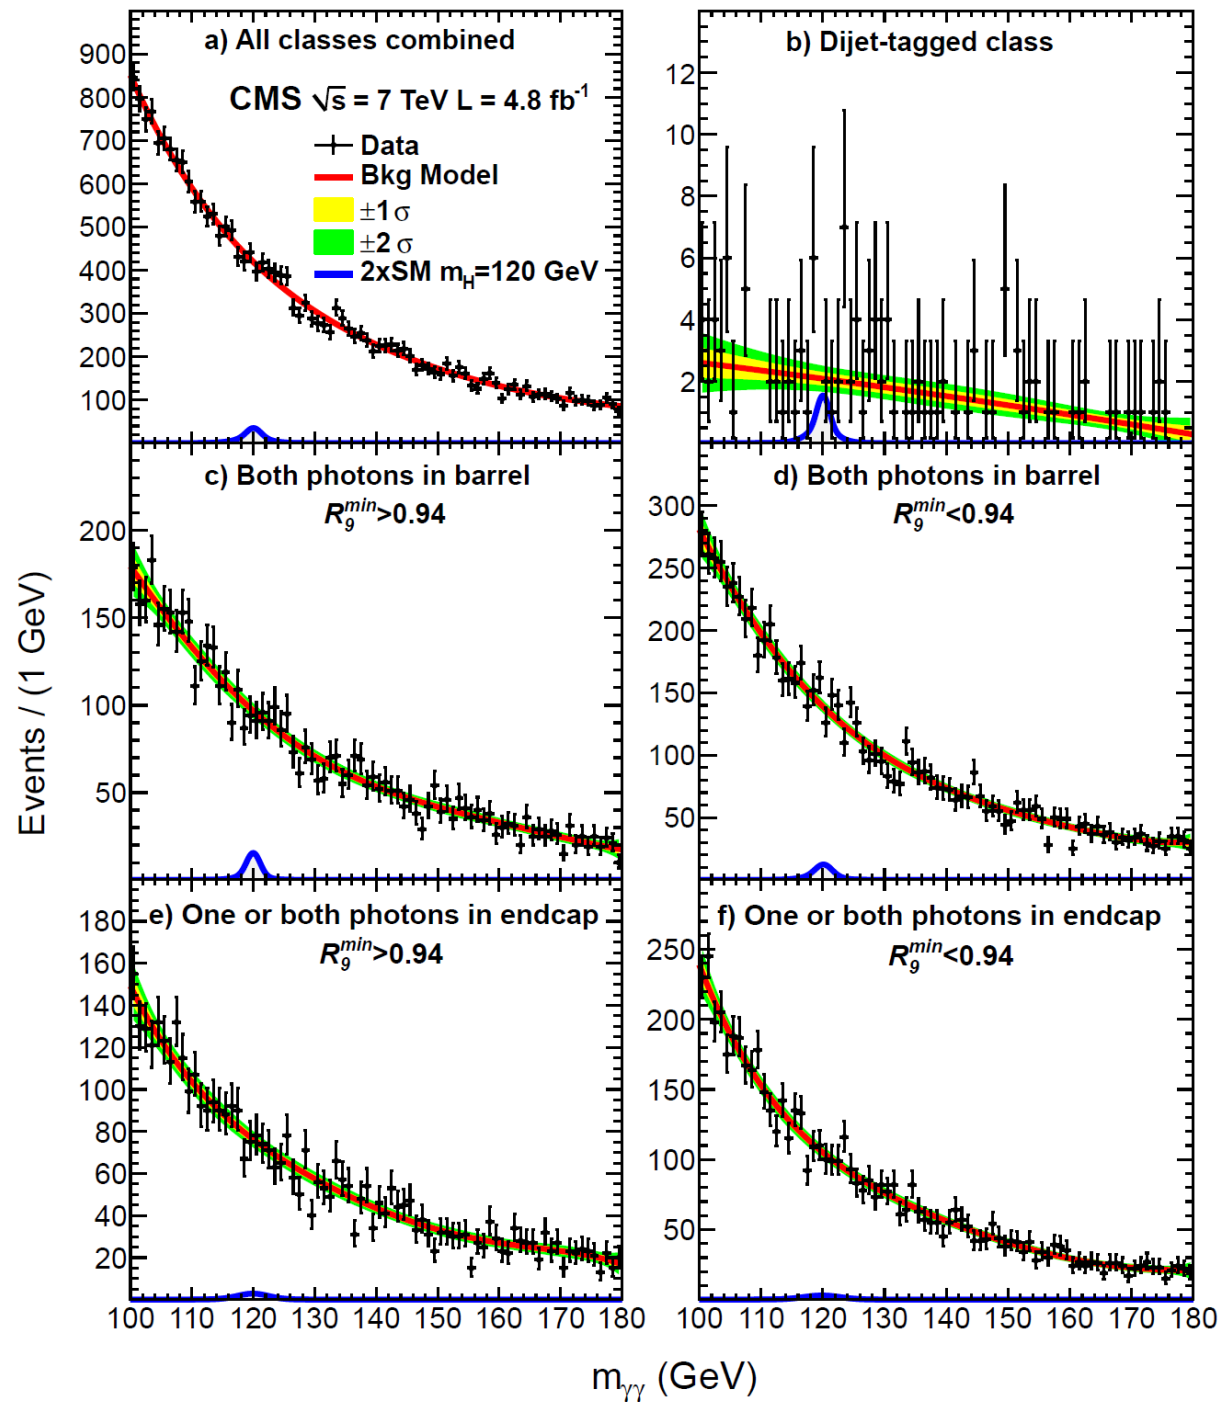 a) All classes combined
CMS √s = 7 TeV L = 4.8 fb⁻¹
Data
Bkg Model
±1 σ
±2 σ
2xSM m_H=120 GeV
900
800
700
600
500
400
300
200
100
b) Dijet-tagged class
12
10
8
6
4
2
c) Both photons in barrel
R₉ᵐⁱⁿ>0.94
200
150
100
50
d) Both photons in barrel
R₉ᵐⁱⁿ<0.94
300
250
200
150
100
50
e) One or both photons in endcap
R₉ᵐⁱⁿ>0.94
180
160
140
120
100
80
60
40
20
100 110 120 130 140 150 160 170 180
f) One or both photons in endcap
R₉ᵐⁱⁿ<0.94
250
200
150
100
50
100 110 120 130 140 150 160 170 180
Events / (1 GeV)
m_γγ (GeV)